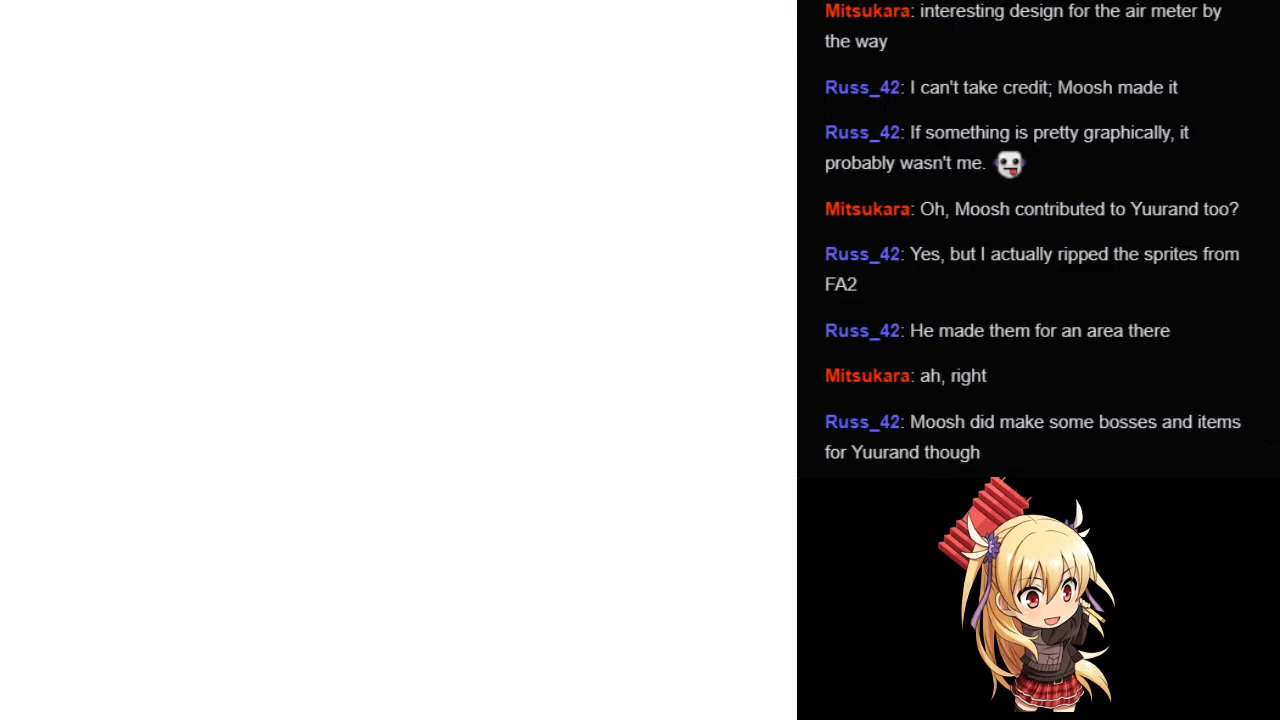 Mitsukara: interesting design for the air meter by
the way
Russ_42: I can't take credit; Moosh made it
Russ_42: If something is pretty graphically, it
probably wasn't me.
Mitsukara: Oh, Moosh contributed to Yuurand too?
Russ_42: Yes, but I actually ripped the sprites from
FA2
Russ_42: He made them for an area there
Mitsukara: ah, right
Russ_42: Moosh did make some bosses and items
for Yuurand though